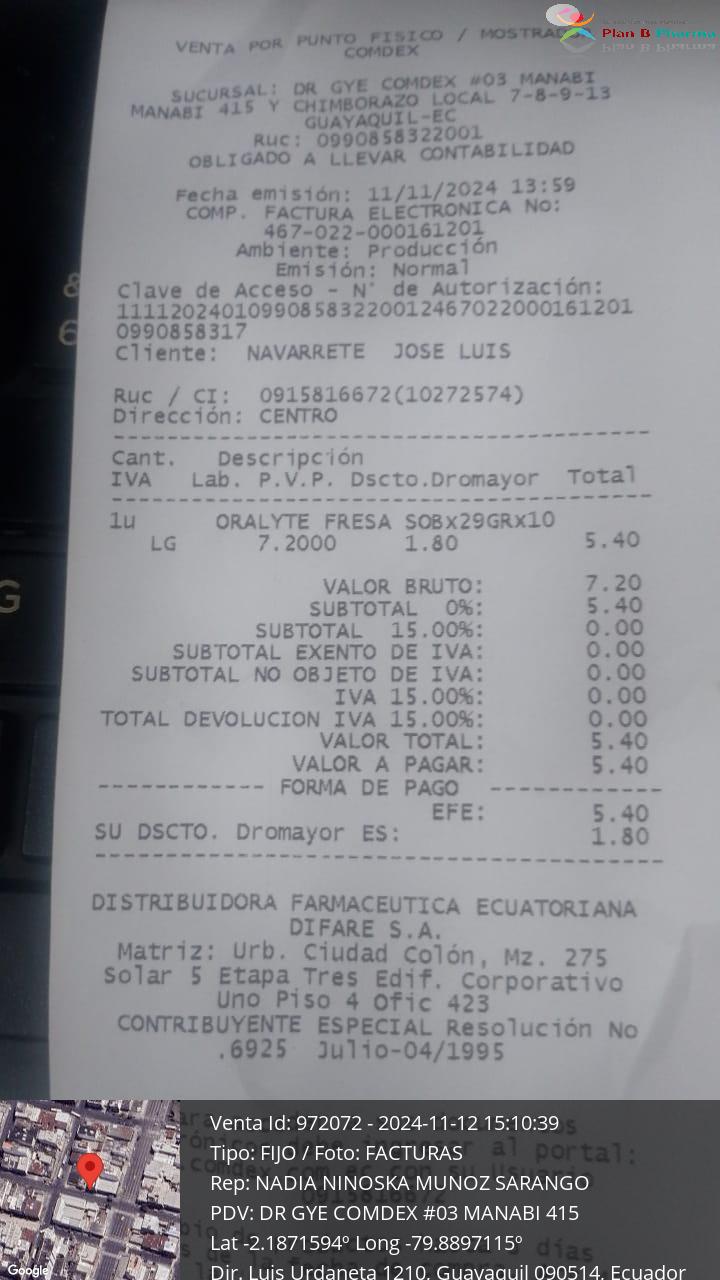 Plan B Pharma
VENTA POR PUNTO FISICO / MOSTRADOR
COMDEX
SUCURSAL: DR GYE COMDEX #03 MANABI
MANABI 415 Y CHIMBORAZO LOCAL 7-8-9-13
GUAYAQUIL-EC
Ruc: 0990858322001
OBLIGADO A LLEVAR CONTABILIDAD
Fecha emisión: 11/11/2024 13:59
COMP. FACTURA ELECTRONICA No:
467-022-000161201
Ambiente: Producción
Emisión: Normal
Clave de Acceso - N° de Autorización:
111120240109908583220012467022000161201
0990858317
Cliente: NAVARRETE JOSE LUIS
Ruc / CI: 0915816672(10272574)
Dirección: CENTRO
Cant. Descripción
IVA Lab. P.V.P. Dscto.Dromayor Total
1u ORALYTE FRESA SOBx29GRx10
LG 7.2000 1.80 5.40
VALOR BRUTO: 7.20
SUBTOTAL 0%: 5.40
SUBTOTAL 15.00%: 0.00
SUBTOTAL EXENTO DE IVA: 0.00
SUBTOTAL NO OBJETO DE IVA: 0.00
IVA 15.00%: 0.00
TOTAL DEVOLUCION IVA 15.00%: 0.00
VALOR TOTAL: 5.40
VALOR A PAGAR: 5.40
------------ FORMA DE PAGO ------------
EFE: 5.40
SU DSCTO. Dromayor ES: 1.80
DISTRIBUIDORA FARMACEUTICA ECUATORIANA
DIFARE S.A.
Matriz: Urb. Ciudad Colón, Mz. 275
Solar 5 Etapa Tres Edif. Corporativo
Uno Piso 4 Ofic 423
CONTRIBUYENTE ESPECIAL Resolución No
.6925 Julio-04/1995
Venta Id: 972072 - 2024-11-12 15:10:39
Tipo: FIJO / Foto: FACTURAS
Rep: NADIA NINOSKA MUNOZ SARANGO
PDV: DR GYE COMDEX #03 MANABI 415
Lat -2.1871594º Long -79.8897115º
Dir. Luis Urdaneta 1210, Guayaquil 090514, Ecuador
Google